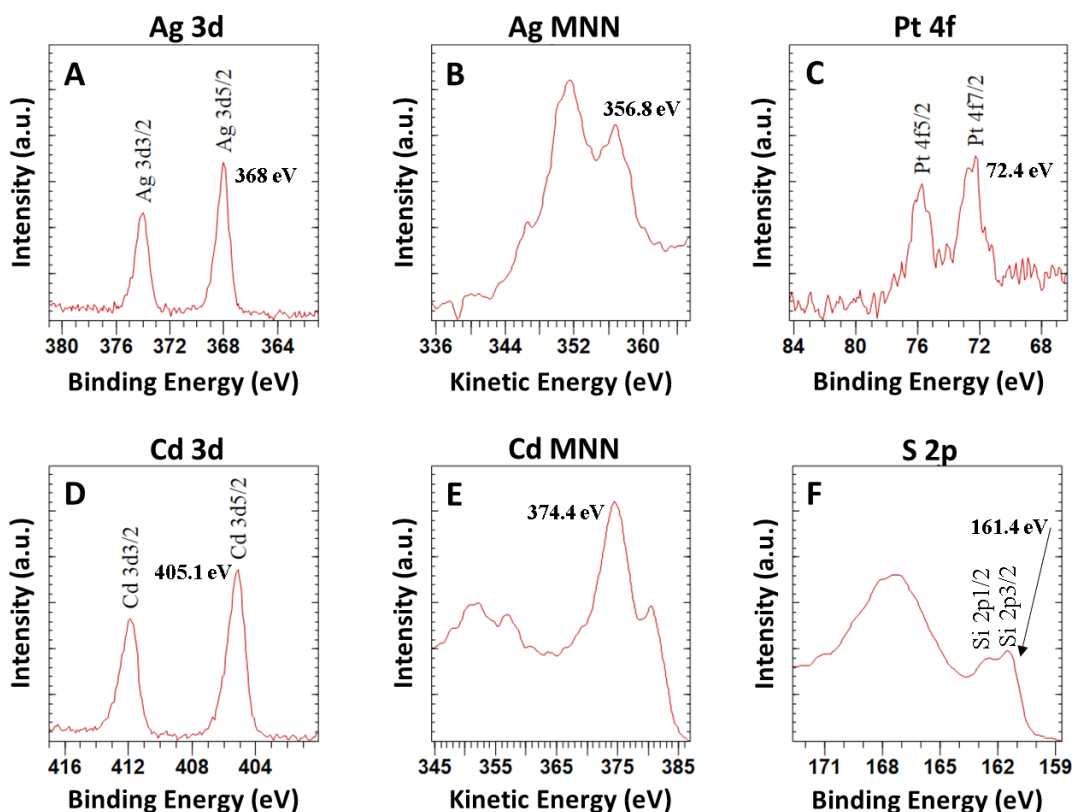 Ag 3d
A
Ag 3d3/2
Ag 3d5/2
368 eV
Intensity (a.u.)
380 376 372 368 364
Binding Energy (eV)
Ag MNN
B
356.8 eV
Intensity (a.u.)
336 344 352 360
Kinetic Energy (eV)
Pt 4f
C
Pt 4f5/2
Pt 4f7/2
72.4 eV
Intensity (a.u.)
84 80 76 72 68
Binding Energy (eV)
Cd 3d
D
Cd 3d3/2
Cd 3d5/2
405.1 eV
Intensity (a.u.)
416 412 408 404
Binding Energy (eV)
Cd MNN
E
374.4 eV
Intensity (a.u.)
345 355 365 375 385
Kinetic Energy (eV)
S 2p
F
161.4 eV
Si 2p1/2
Si 2p3/2
Intensity (a.u.)
171 168 165 162 159
Binding Energy (eV)